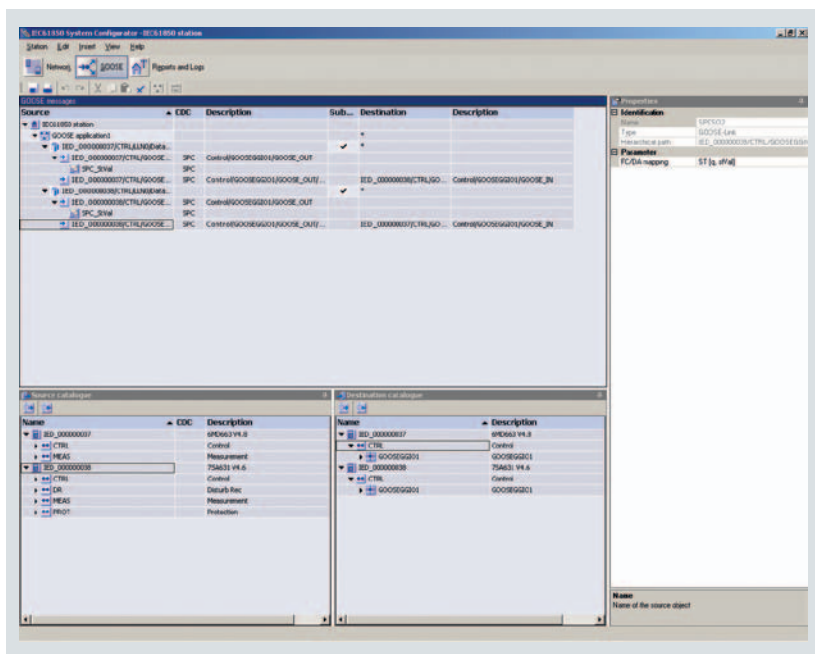 IEC61850 System Configurator - IEC61850 station
Station Edit Insert View Help
Network GOOSE Reports and Logs
GOOSE messages
Source CDC Description Sub... Destination Description
IEC61850 station
GOOSE application1 *
IED_000000037/CTRL/LLN0/Data... *
IED_000000037/CTRL/GOOSE... SPC Control/GOOSEGGIO1/GOOSE_OUT
SPC_StVal SPC
IED_000000037/CTRL/GOOSE... SPC Control/GOOSEGGIO1/GOOSE_OUT/... IED_000000038/CTRL/GO... Control/GOOSEGGIO1/GOOSE_IN
IED_000000038/CTRL/LLN0/Data... *
IED_000000038/CTRL/GOOSE... SPC Control/GOOSEGGIO1/GOOSE_OUT
SPC_StVal SPC
IED_000000038/CTRL/GOOSE... SPC Control/GOOSEGGIO1/GOOSE_OUT/... IED_000000037/CTRL/GO... Control/GOOSEGGIO1/GOOSE_IN
Properties
Identification
Name SPCSO2
Type GOOSE-Link
Hierarchical path IED_000000038/CTRL/GOOSEGGI
Parameter
FC/DA mapping ST [q, stVal]
Source catalogue
Name CDC Description
IED_000000037 6MD663 V4.8
CTRL Control
MEAS Measurement
IED_000000038 7SA631 V4.6
CTRL Control
DR Disturb Rec
MEAS Measurement
PROT Protection
Destination catalogue
Name Description
IED_000000037 6MD663 V4.8
CTRL Control
GOOSEGGIO1 GOOSEGGIO1
IED_000000038 7SA631 V4.6
CTRL Control
GOOSEGGIO1 GOOSEGGIO1
Name
Name of the source object